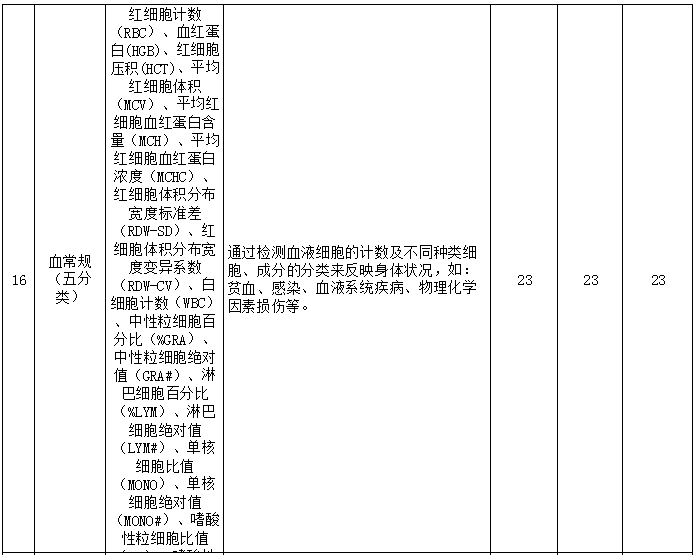 16
血常规
（五分
类）
红细胞计数
（RBC）、血红蛋
白(HGB)、红细胞
压积(HCT)、平均
红细胞体积
（MCV）、平均红
细胞血红蛋白含
量（MCH）、平均
红细胞血红蛋白
浓度（MCHC）、
红细胞体积分布
宽度标准差
（RDW-SD）、红
细胞体积分布宽
度变异系数
（RDW-CV）、白
细胞计数（WBC）
、中性粒细胞百
分比（%GRA）、
中性粒细胞绝对
值（GRA#）、淋
巴细胞百分比
（%LYM）、淋巴
细胞绝对值
（LYM#）、单核
细胞比值
（MONO）、单核
细胞绝对值
（MONO#）、嗜酸
性粒细胞比值
通过检测血液细胞的计数及不同种类细
胞、成分的分类来反映身体状况，如：
贫血、感染、血液系统疾病、物理化学
因素损伤等。
23
23
23